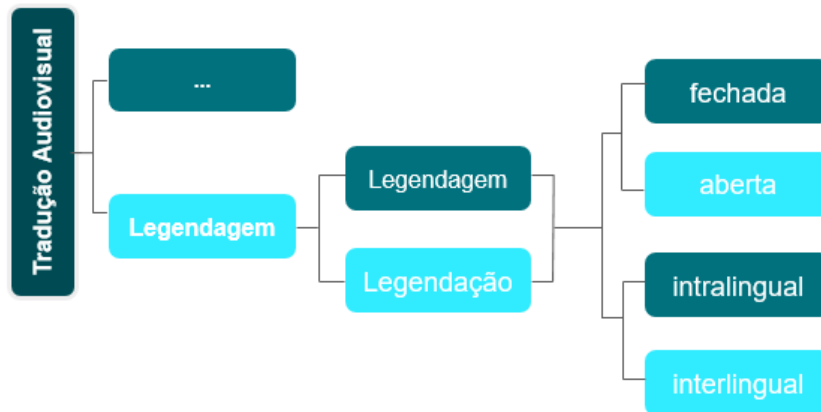 Tradução Audiovisual
...
Legendagem
Legendagem
Legendação
fechada
aberta
intralingual
interlingual